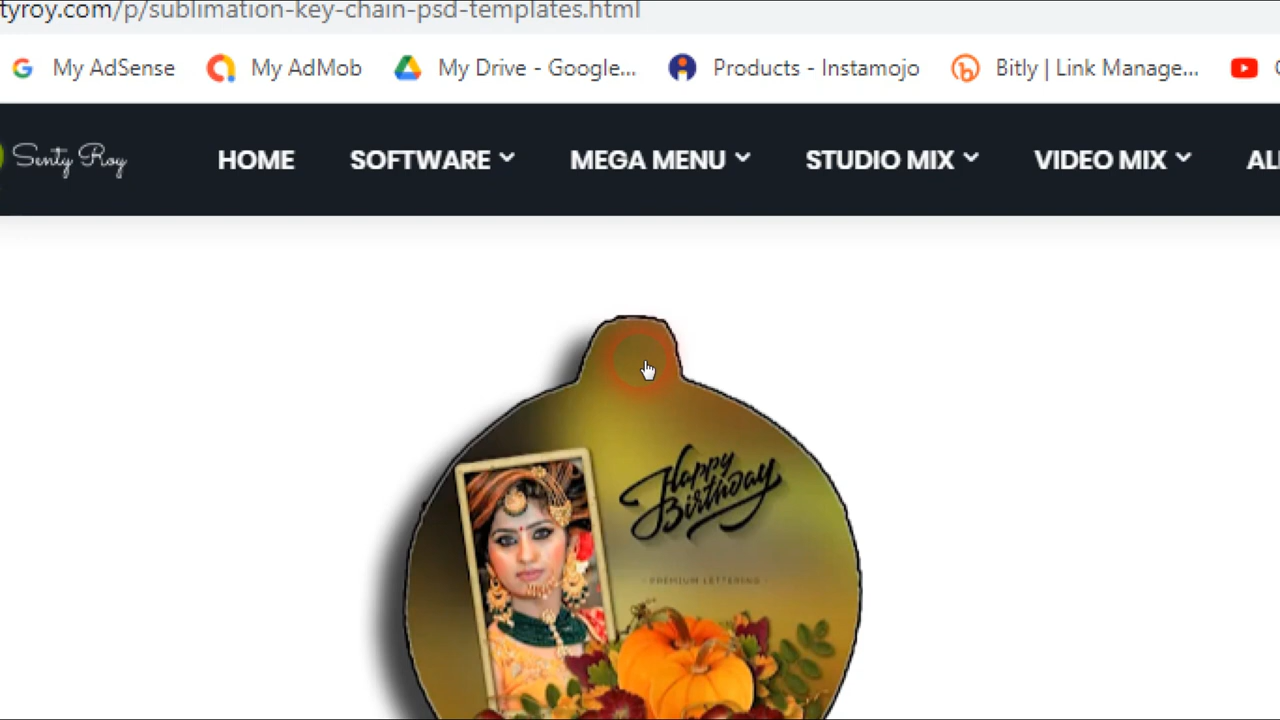 tyroy.com/p/sublimation-key-chain-psd-templates.html
My AdSense My AdMob My Drive - Google... Products - Instamojo Bitly | Link Manage...
Senty Roy HOME SOFTWARE MEGA MENU STUDIO MIX VIDEO MIX AL
Happy
Birthday
- PREMIUM LETTERING -